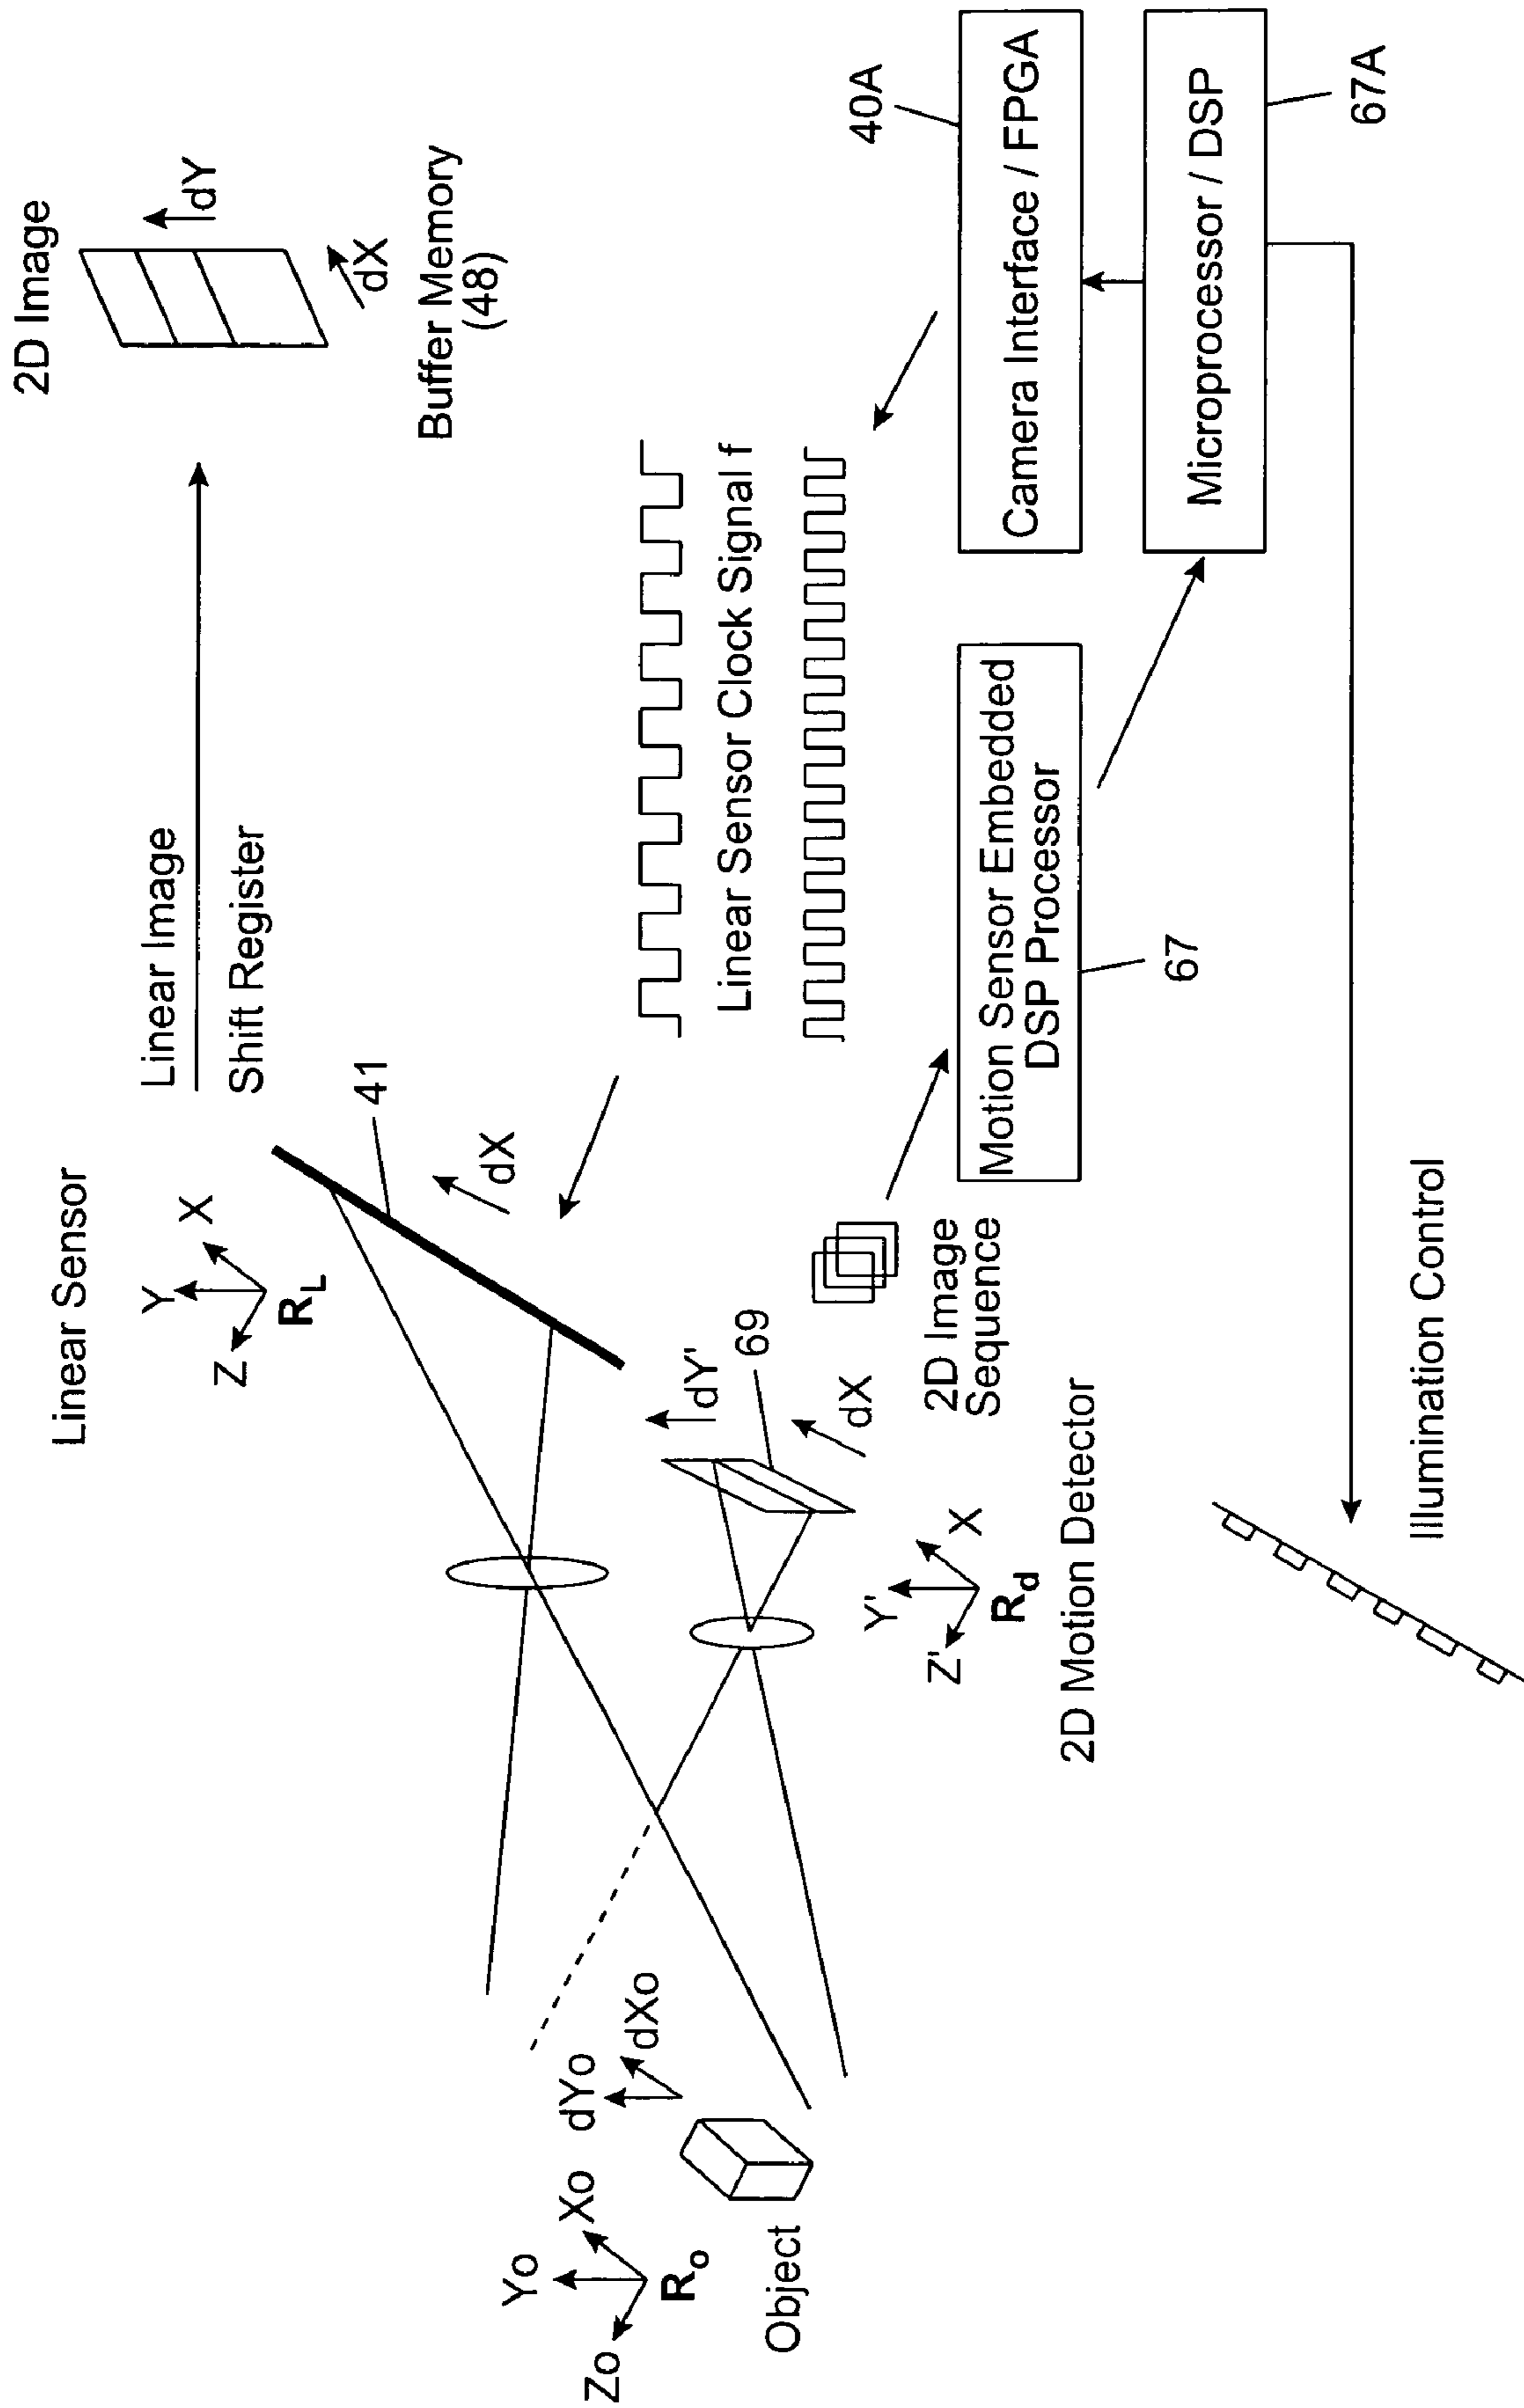 Linear Sensor
Y
X
Z
R_L
41
dX
Linear Image
Shift Register
2D Image
dY
dX
Buffer Memory
(48)
Linear Sensor Clock Signal f
Yo
Xo
Zo
R_o
dYo
dXo
Object
dY'
69
dX
Y'
X
Z'
R_d
2D Motion Detector
2D Image
Sequence
Motion Sensor Embedded
DSP Processor
67
40A
Camera Interface / FPGA
Microprocessor / DSP
67A
Illumination Control